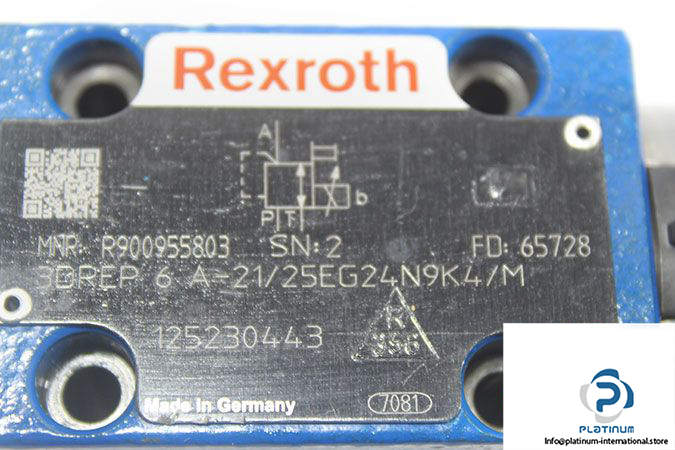 Rexroth
A
b
P T
MNR: R900955803 SN: 2 FD: 65728
3DREP 6 A-21/25EG24N9K4/M
125230443
R
Made in Germany
7081
P
PLATINUM
Info@platinum-international.store